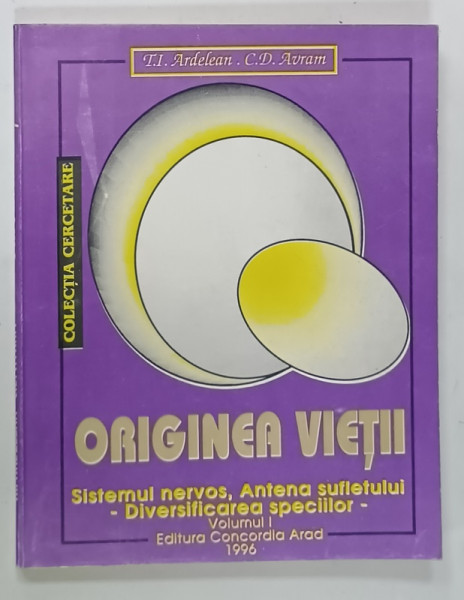 T.I. Ardelean . C.D. Avram
COLECȚIA CERCETARE
ORIGINEA VIEȚII
Sistemul nervos, Antena sufletului
- Diversificarea speciilor -
Volumul I
Editura Concordia Arad
1996